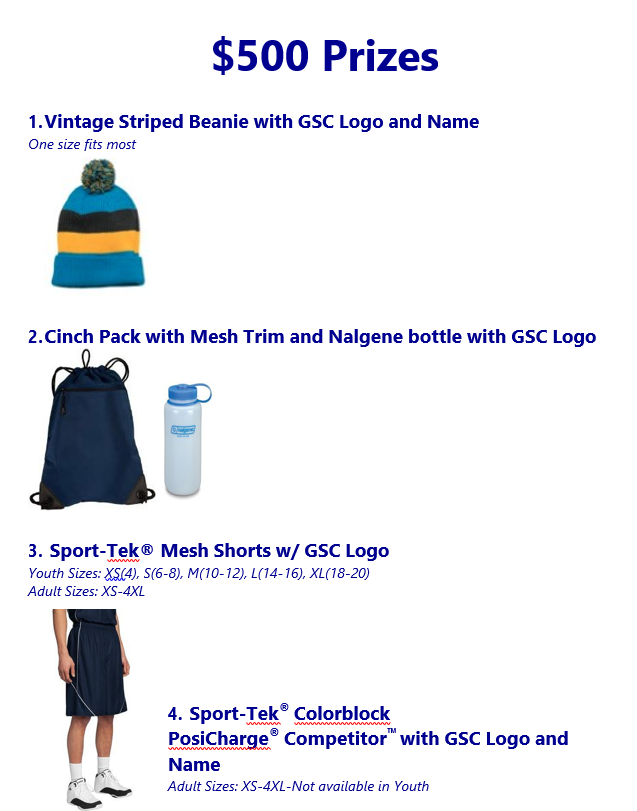 $500 Prizes
1.Vintage Striped Beanie with GSC Logo and Name
One size fits most
2.Cinch Pack with Mesh Trim and Nalgene bottle with GSC Logo
nalgene
3. Sport-Tek® Mesh Shorts w/ GSC Logo
Youth Sizes: XS(4), S(6-8), M(10-12), L(14-16), XL(18-20)
Adult Sizes: XS-4XL
4. Sport-Tek® Colorblock
PosiCharge® Competitor™ with GSC Logo and
Name
Adult Sizes: XS-4XL-Not available in Youth